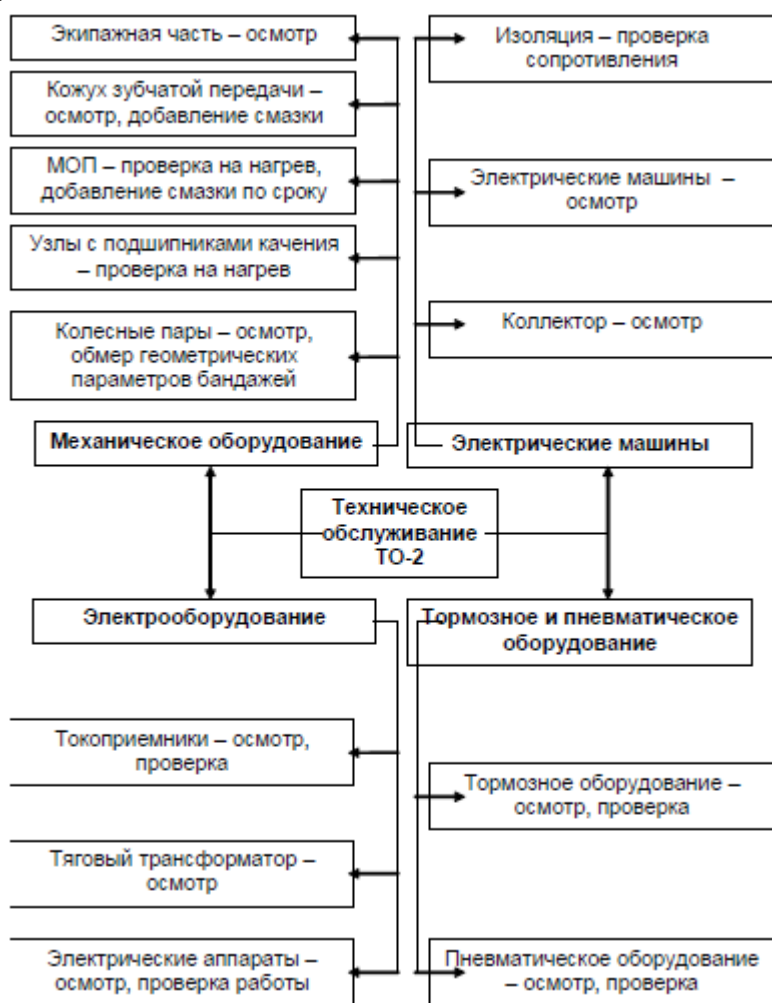 Экипажная часть – осмотр
Кожух зубчатой передачи –
осмотр, добавление смазки
МОП – проверка на нагрев,
добавление смазки по сроку
Узлы с подшипниками качения
– проверка на нагрев
Колесные пары – осмотр,
обмер геометрических
параметров бандажей
Механическое оборудование
Изоляция – проверка
сопротивления
Электрические машины –
осмотр
Коллектор – осмотр
Электрические машины
Техническое
обслуживание
ТО-2
Электрооборудование
Токоприемники – осмотр,
проверка
Тяговый трансформатор –
осмотр
Электрические аппараты –
осмотр, проверка работы
Тормозное и пневматическое
оборудование
Тормозное оборудование –
осмотр, проверка
Пневматическое оборудование
– осмотр, проверка